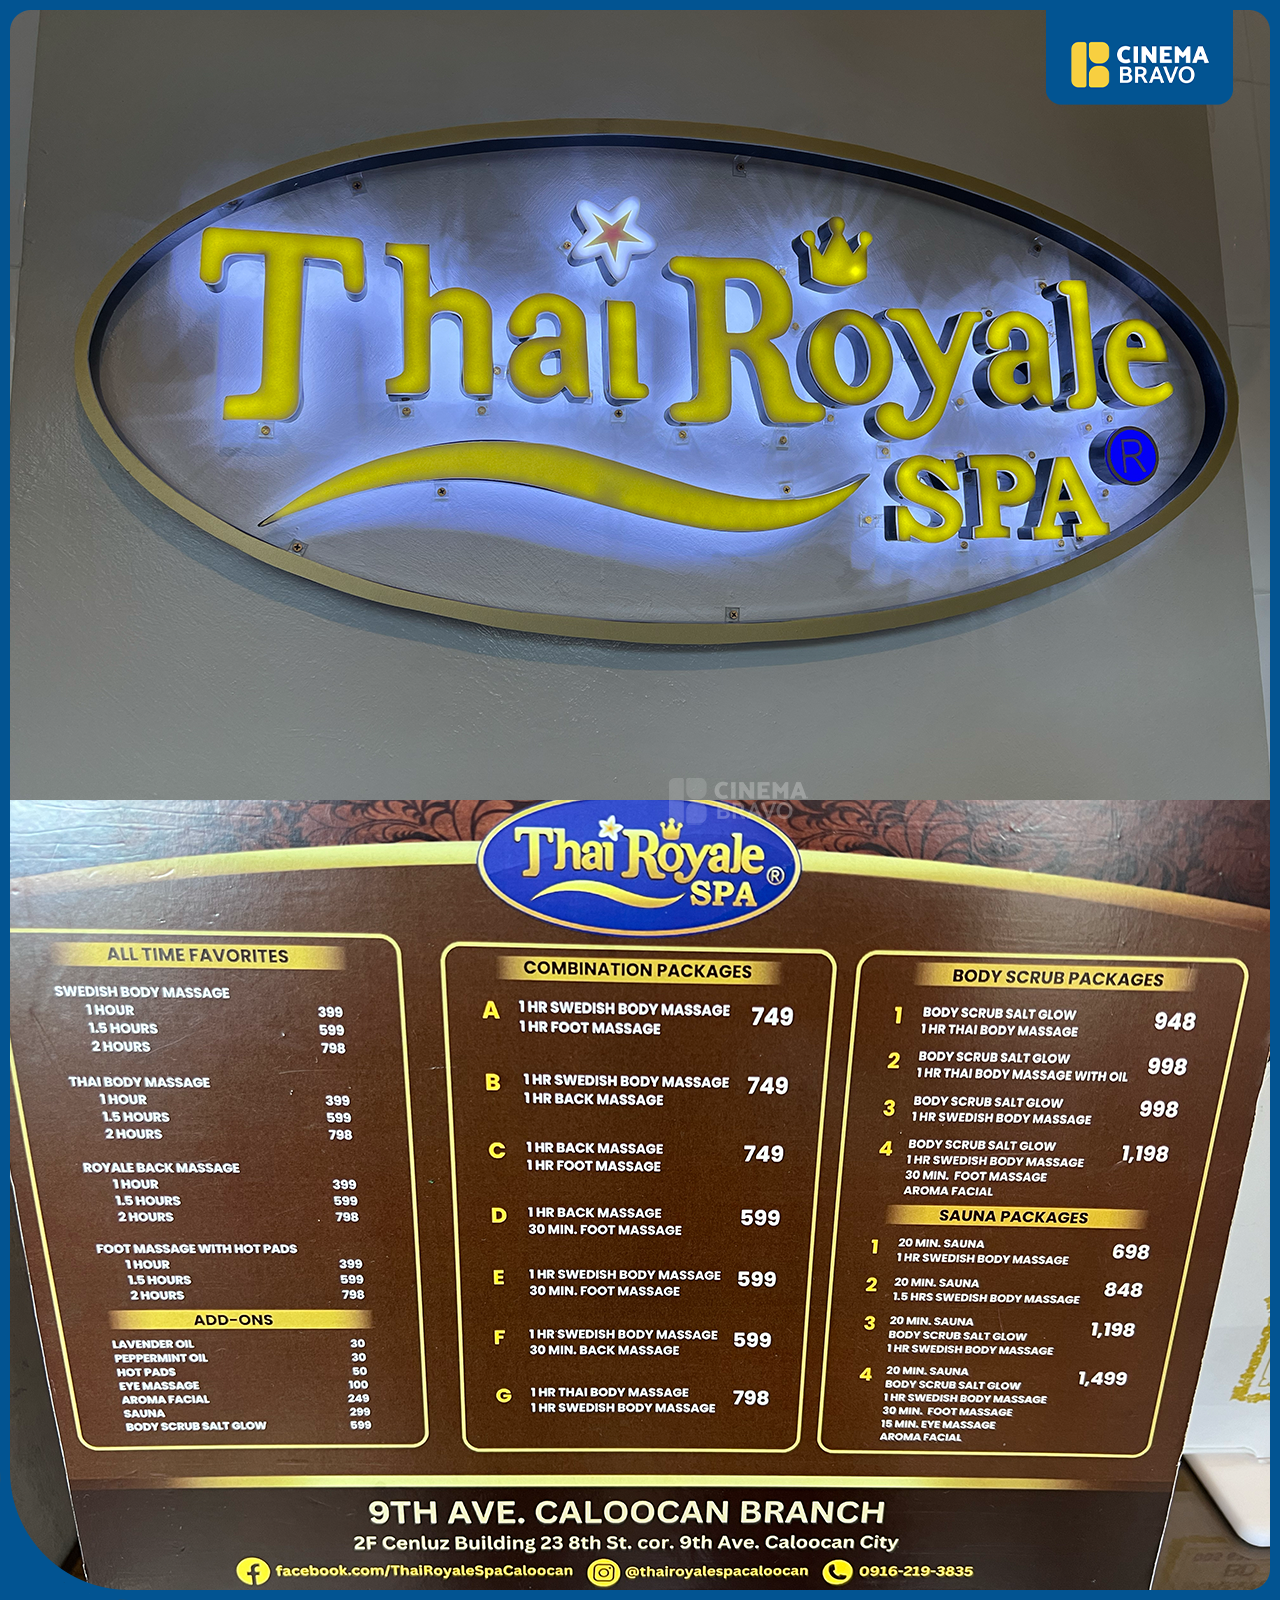 CINEMA
BRAVO
Thai Royale
SPA ®
CINEMA
BRAVO
Thai Royale
SPA ®
ALL TIME FAVORITES
SWEDISH BODY MASSAGE
1 HOUR 399
1.5 HOURS 599
2 HOURS 798
THAI BODY MASSAGE
1 HOUR 399
1.5 HOURS 599
2 HOURS 798
ROYALE BACK MASSAGE
1 HOUR 399
1.5 HOURS 599
2 HOURS 798
FOOT MASSAGE WITH HOT PADS
1 HOUR 399
1.5 HOURS 599
2 HOURS 798
ADD-ONS
LAVENDER OIL 30
PEPPERMINT OIL 30
HOT PADS 50
EYE MASSAGE 100
AROMA FACIAL 249
SAUNA 299
BODY SCRUB SALT GLOW 599
COMBINATION PACKAGES
A 1 HR SWEDISH BODY MASSAGE 749
1 HR FOOT MASSAGE
B 1 HR SWEDISH BODY MASSAGE 749
1 HR BACK MASSAGE
C 1 HR BACK MASSAGE 749
1 HR FOOT MASSAGE
D 1 HR BACK MASSAGE 599
30 MIN. FOOT MASSAGE
E 1 HR SWEDISH BODY MASSAGE 599
30 MIN. FOOT MASSAGE
F 1 HR SWEDISH BODY MASSAGE 599
30 MIN. BACK MASSAGE
G 1 HR THAI BODY MASSAGE 798
1 HR SWEDISH BODY MASSAGE
BODY SCRUB PACKAGES
1 BODY SCRUB SALT GLOW 948
1 HR THAI BODY MASSAGE
2 BODY SCRUB SALT GLOW 998
1 HR THAI BODY MASSAGE WITH OIL
3 BODY SCRUB SALT GLOW 998
1 HR SWEDISH BODY MASSAGE
4 BODY SCRUB SALT GLOW 1,198
1 HR SWEDISH BODY MASSAGE
30 MIN. FOOT MASSAGE
AROMA FACIAL
SAUNA PACKAGES
1 20 MIN. SAUNA 698
1 HR SWEDISH BODY MASSAGE
2 20 MIN. SAUNA 848
1.5 HRS SWEDISH BODY MASSAGE
3 20 MIN. SAUNA 1,198
BODY SCRUB SALT GLOW
1 HR SWEDISH BODY MASSAGE
4 20 MIN. SAUNA 1,499
BODY SCRUB SALT GLOW
1 HR SWEDISH BODY MASSAGE
30 MIN. FOOT MASSAGE
15 MIN. EYE MASSAGE
AROMA FACIAL
9TH AVE. CALOOCAN BRANCH
2F Cenluz Building 23 8th St. cor. 9th Ave. Caloocan City
facebook.com/ThaiRoyaleSpaCaloocan @thairoyalespacaloocan 0916-219-3835